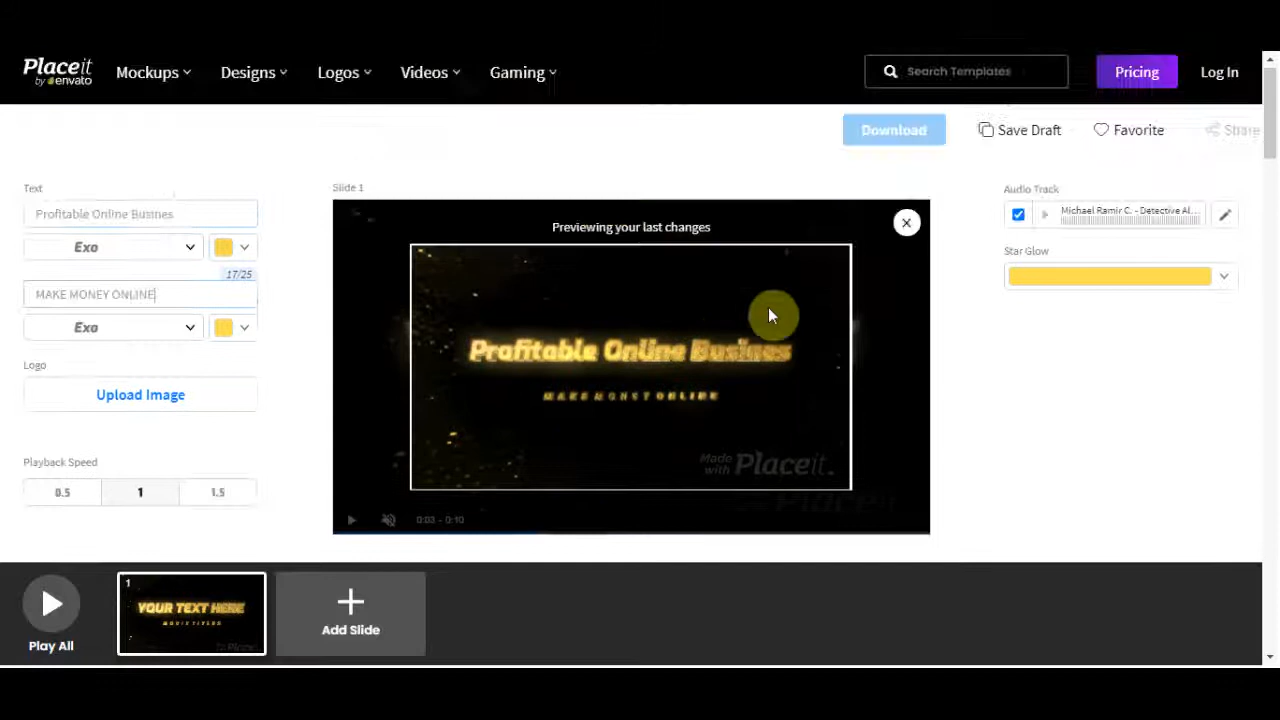 Placeit
by envato
Mockups
Designs
Logos
Videos
Gaming
Search Templates
Pricing
Log In
Download
Save Draft
Favorite
Share
Text
Profitable Online Busines
Exo
17/25
MAKE MONEY ONLINE
Exo
Logo
Upload Image
Playback Speed
0.5
1
1.5
Slide 1
Previewing your last changes
Profitable Online Busines
MAKE MONEY ONLINE
Made with Placeit.
0:03 - 0:10
Audio Track
Michael Ramir C. - Detective Al...
Star Glow
Play All
1
YOUR TEXT HERE
MOVIE TITLES
Add Slide